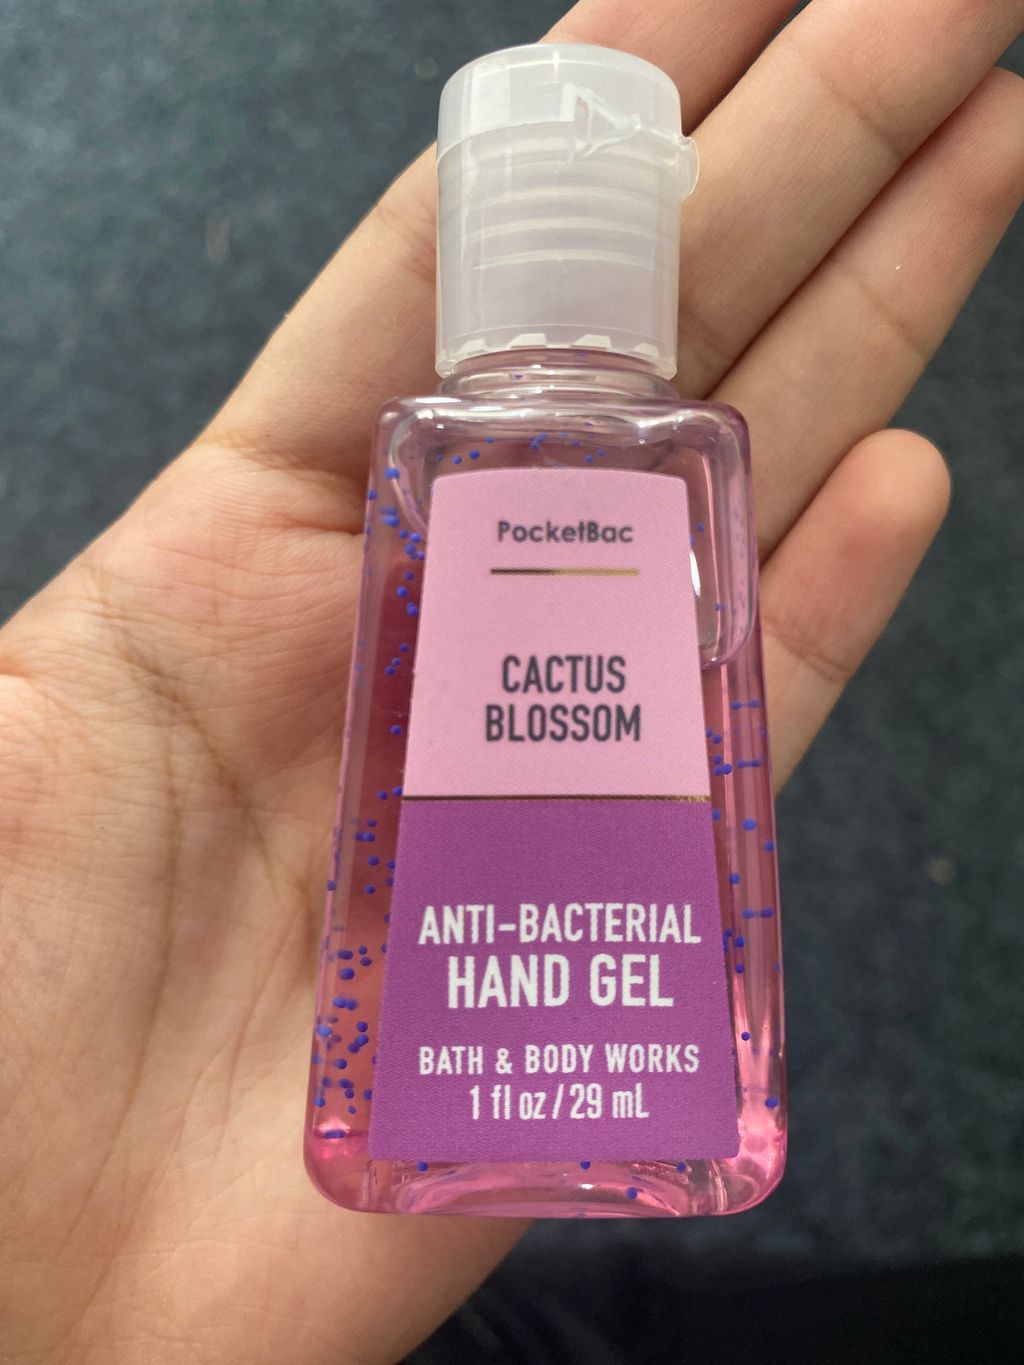 PocketBac
CACTUS
BLOSSOM
ANTI-BACTERIAL
HAND GEL
BATH & BODY WORKS
1 fl oz / 29 mL